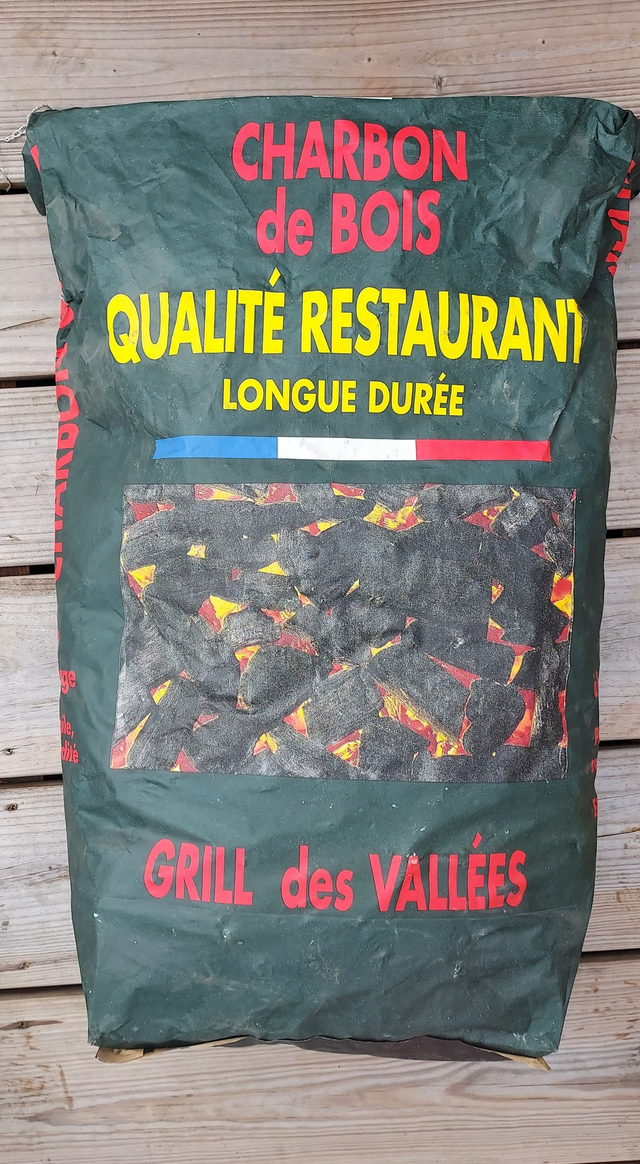 CHARBON
de BOIS
QUALITÉ RESTAURANT
LONGUE DURÉE
GRILL des VALLÉES